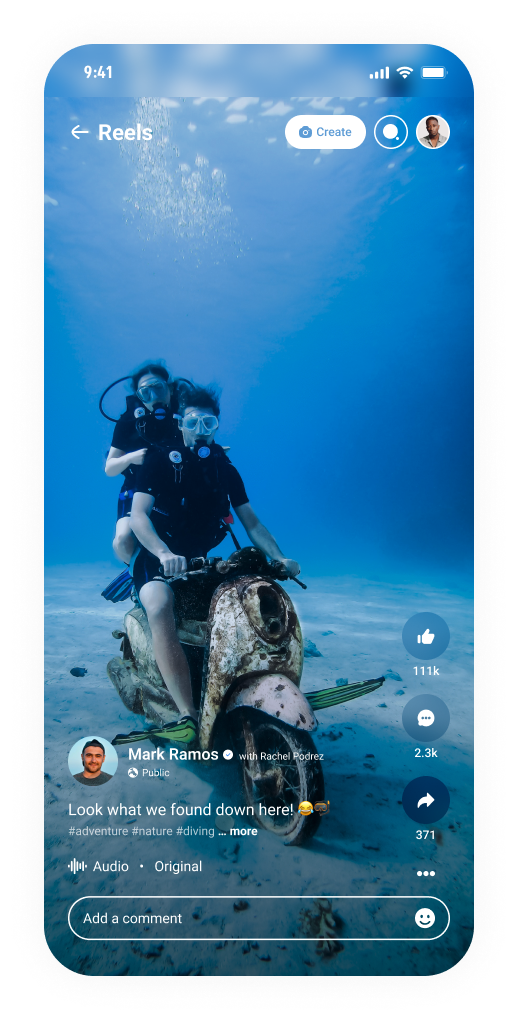 9:41
Reels
Create
111k
2.3k
Mark Ramos with Rachel Podrez
Public
371
Look what we found down here! 😂🤿
#adventure #nature #diving ... more
Audio • Original
Add a comment